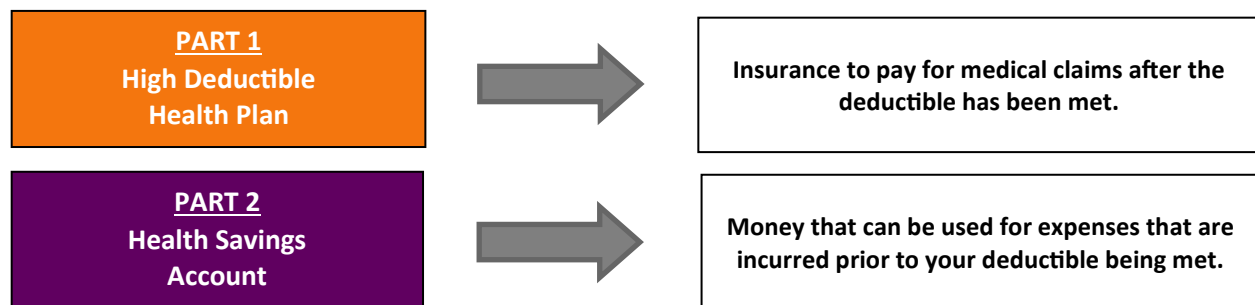 PART 1
High Deductible
Health Plan
Insurance to pay for medical claims after the
deductible has been met.
PART 2
Health Savings
Account
Money that can be used for expenses that are
incurred prior to your deductible being met.